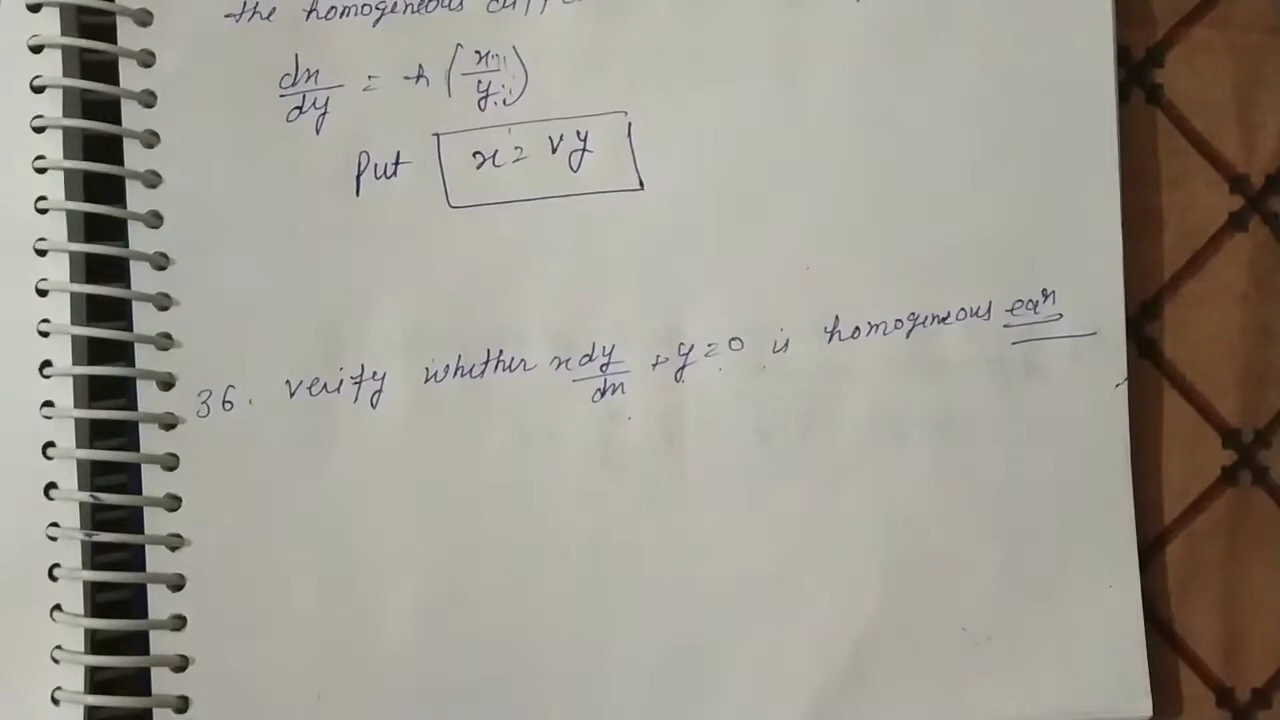 the homogeneous
dx/dy = h (x/y)
Put x = vy
36. verify whether x dy/dx + y = 0 is homogeneous eqn